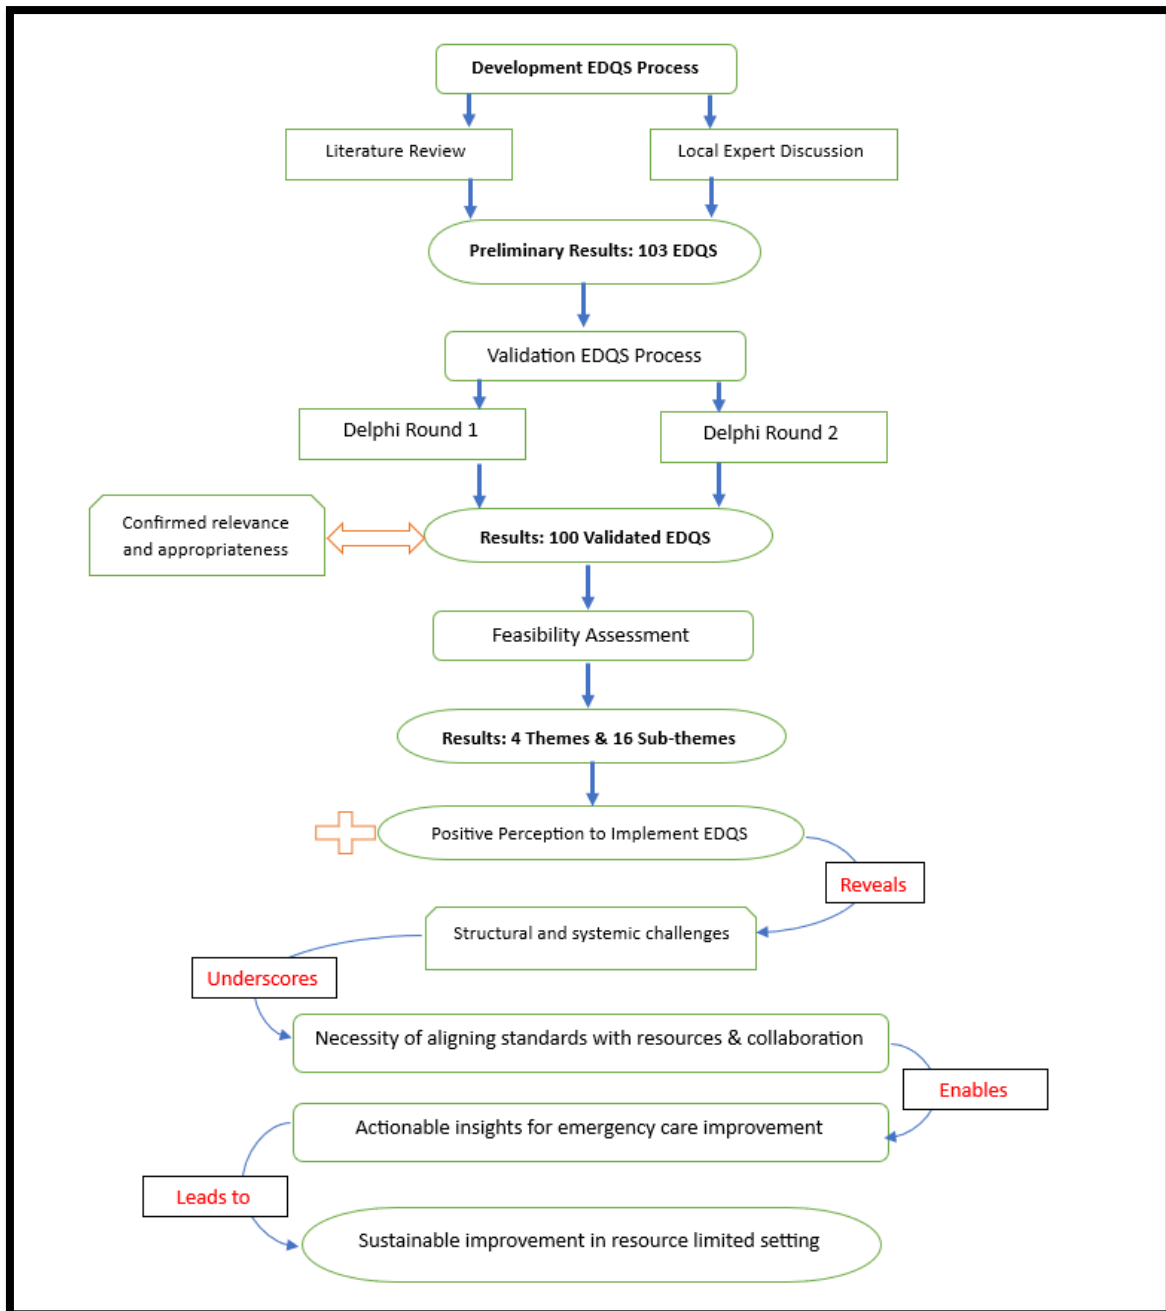 Development EDQS Process
Literature Review
Local Expert Discussion
Preliminary Results: 103 EDQS
Validation EDQS Process
Delphi Round 1
Delphi Round 2
Confirmed relevance
and appropriateness
Results: 100 Validated EDQS
Feasibility Assessment
Results: 4 Themes & 16 Sub-themes
Positive Perception to Implement EDQS
Reveals
Structural and systemic challenges
Underscores
Necessity of aligning standards with resources & collaboration
Enables
Actionable insights for emergency care improvement
Leads to
Sustainable improvement in resource limited setting